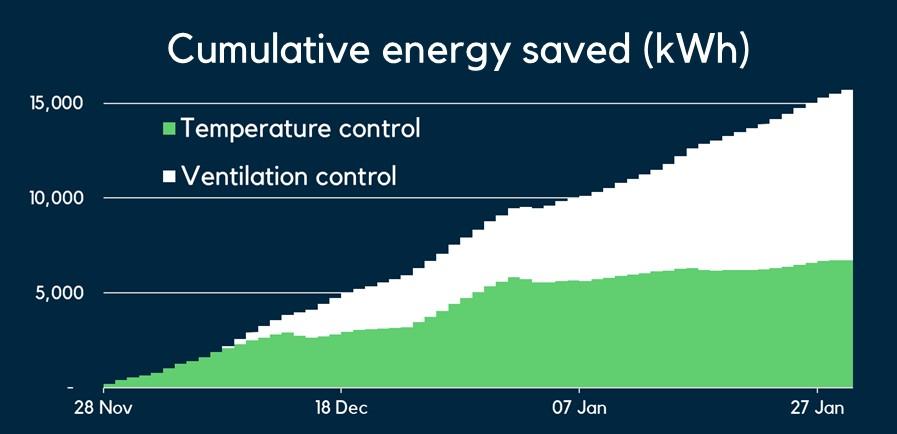 Cumulative energy saved (kWh)
15,000
Temperature control
Ventilation control
10,000
5,000
-
28 Nov
18 Dec
07 Jan
27 Jan